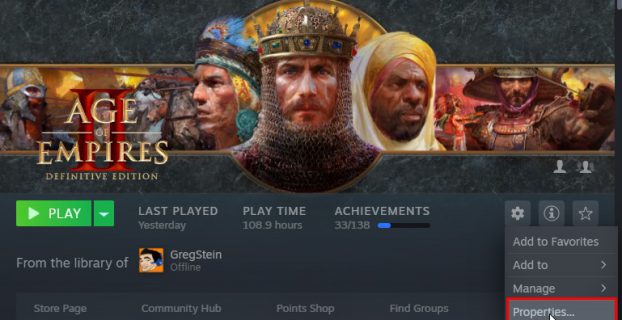 AGE
OF
II
EMPIRES
DEFINITIVE EDITION
PLAY
LAST PLAYED
Yesterday
PLAY TIME
108.9 hours
ACHIEVEMENTS
33/138
From the library of
GregStein
Offline
Add to Favorites
Add to
Manage
Properties...
Store Page
Community Hub
Points Shop
Find Groups